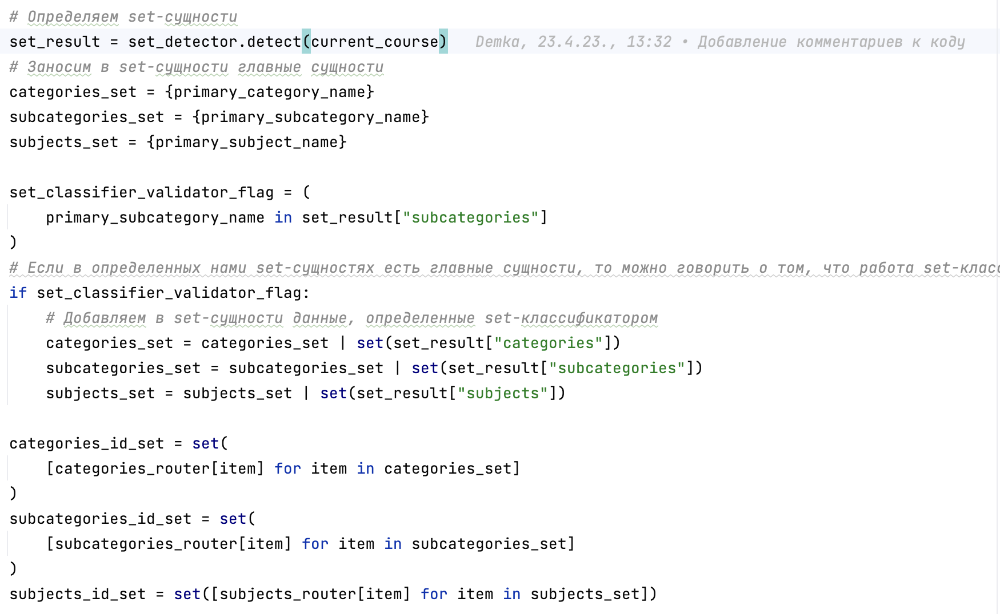 # Определяем set-сущности
set_result = set_detector.detect(current_course) Demka, 23.4.23., 13:32 • Добавление комментариев к коду
# Заносим в set-сущности главные сущности
categories_set = {primary_category_name}
subcategories_set = {primary_subcategory_name}
subjects_set = {primary_subject_name}
set_classifier_validator_flag = (
    primary_subcategory_name in set_result["subcategories"]
)
# Если в определенных нами set-сущностях есть главные сущности, то можно говорить о том, что работа set-класс
if set_classifier_validator_flag:
    # Добавляем в set-сущности данные, определенные set-классификатором
    categories_set = categories_set | set(set_result["categories"])
    subcategories_set = subcategories_set | set(set_result["subcategories"])
    subjects_set = subjects_set | set(set_result["subjects"])
categories_id_set = set(
    [categories_router[item] for item in categories_set]
)
subcategories_id_set = set(
    [subcategories_router[item] for item in subcategories_set]
)
subjects_id_set = set([subjects_router[item] for item in subjects_set])